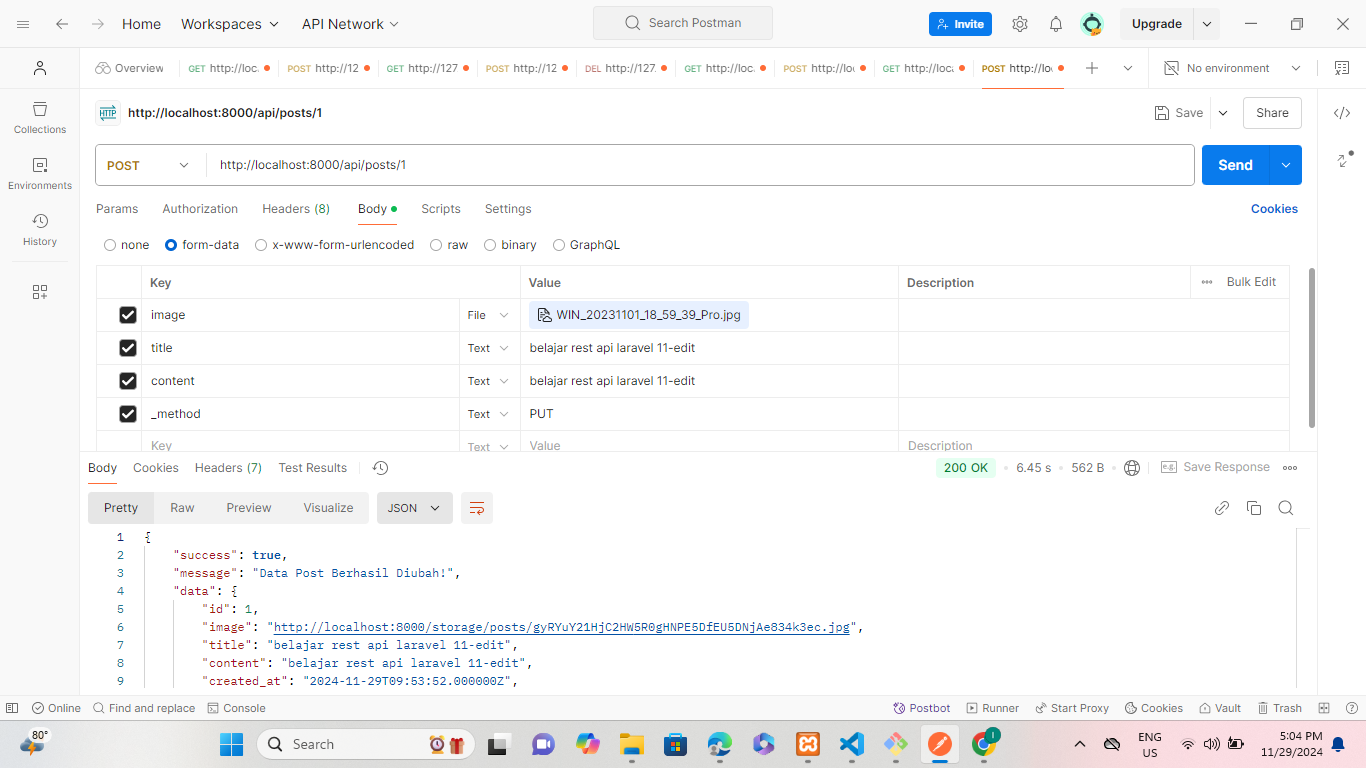 Home Workspaces API Network Search Postman Invite Upgrade
Overview GET http://loc. POST http://12 GET http://127 POST http://12 DEL http://127. GET http://loc. POST http://lo GET http://loca POST http://lo No environment
HTTP http://localhost:8000/api/posts/1 Save Share
Collections
POST http://localhost:8000/api/posts/1 Send
Environments
Params Authorization Headers (8) Body Scripts Settings Cookies
History
none form-data x-www-form-urlencoded raw binary GraphQL
Key Value Description Bulk Edit
image File WIN_20231101_18_59_39_Pro.jpg
title Text belajar rest api laravel 11-edit
content Text belajar rest api laravel 11-edit
_method Text PUT
Key Text Value Description
Body Cookies Headers (7) Test Results 200 OK 6.45 s 562 B e.g. Save Response
Pretty Raw Preview Visualize JSON
1 {
2 "success": true,
3 "message": "Data Post Berhasil Diubah!",
4 "data": {
5 "id": 1,
6 "image": "http://localhost:8000/storage/posts/gyRYuY21HjC2HW5R0gHNPE5DfEU5DNjAe834k3ec.jpg",
7 "title": "belajar rest api laravel 11-edit",
8 "content": "belajar rest api laravel 11-edit",
9 "created_at": "2024-11-29T09:53:52.000000Z",
Online Find and replace Console Postbot Runner Start Proxy Cookies Vault Trash
80° Search 1 ENG US 5:04 PM
11/29/2024